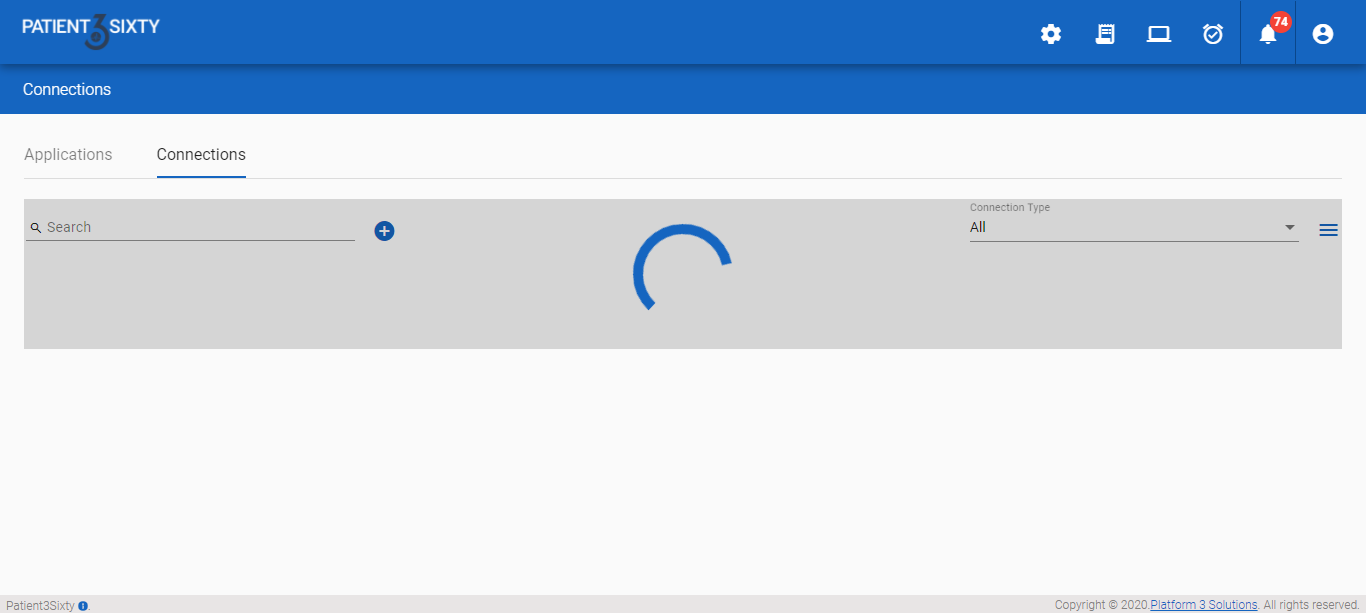 PATIENT3SIXTY
74
Connections
Applications
Connections
Connection Type
Search
All
Patient3Sixty
Copyright © 2020.Platform 3 Solutions. All rights reserved.